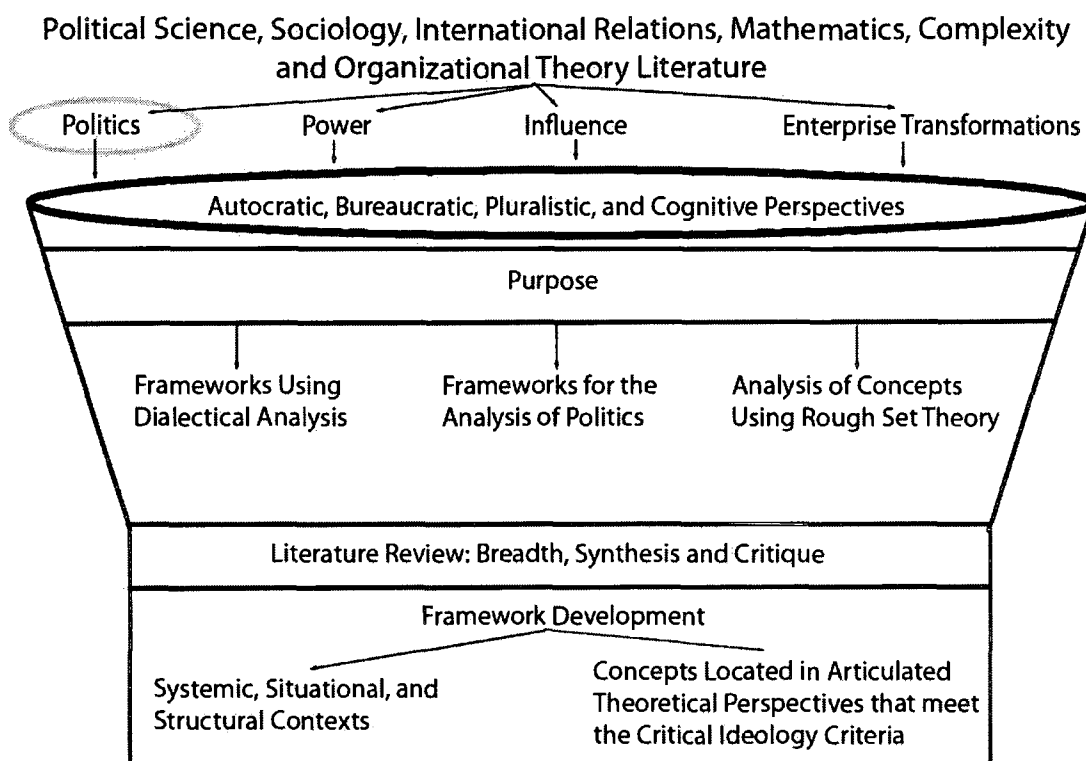 Political Science, Sociology, International Relations, Mathematics, Complexity
and Organizational Theory Literature
Politics
Power
Influence
Enterprise Transformations
Autocratic, Bureaucratic, Pluralistic, and Cognitive Perspectives
Purpose
Frameworks Using
Dialectical Analysis
Frameworks for the
Analysis of Politics
Analysis of Concepts
Using Rough Set Theory
Literature Review: Breadth, Synthesis and Critique
Framework Development
Systemic, Situational, and
Structural Contexts
Concepts Located in Articulated
Theoretical Perspectives that meet
the Critical Ideology Criteria